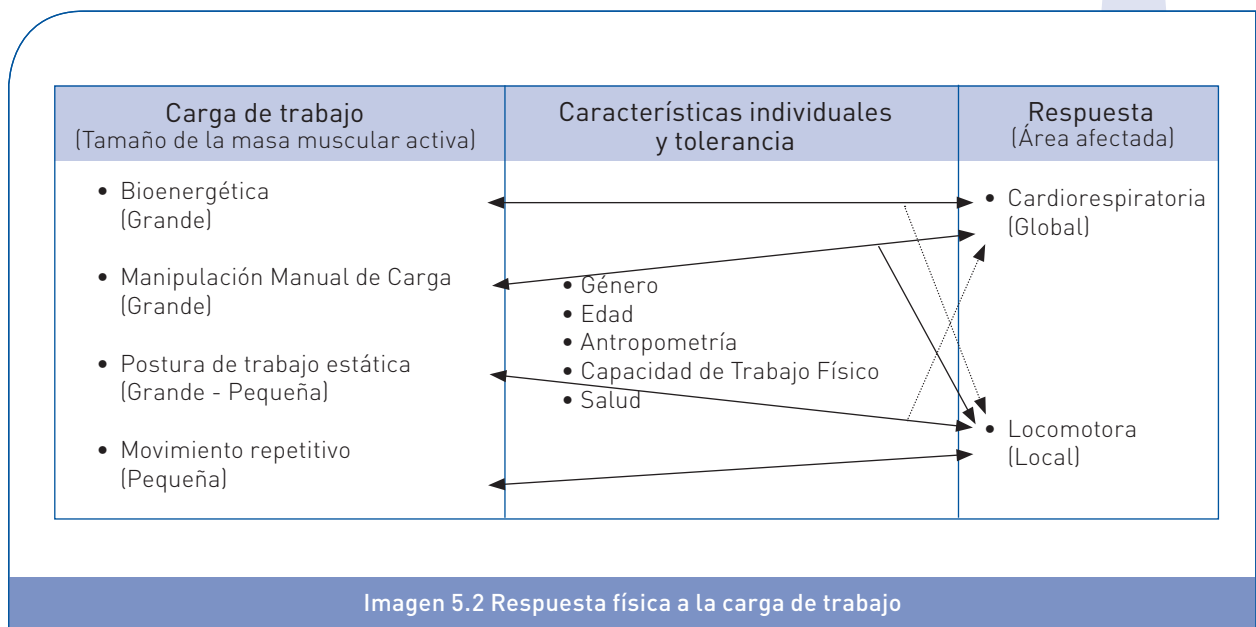 Carga de trabajo
(Tamaño de la masa muscular activa)
Características individuales
y tolerancia
Respuesta
(Área afectada)
• Bioenergética
(Grande)
• Manipulación Manual de Carga
(Grande)
• Postura de trabajo estática
(Grande - Pequeña)
• Movimiento repetitivo
(Pequeña)
• Género
• Edad
• Antropometría
• Capacidad de Trabajo Físico
• Salud
• Cardiorespiratoria
(Global)
• Locomotora
(Local)
Imagen 5.2 Respuesta física a la carga de trabajo